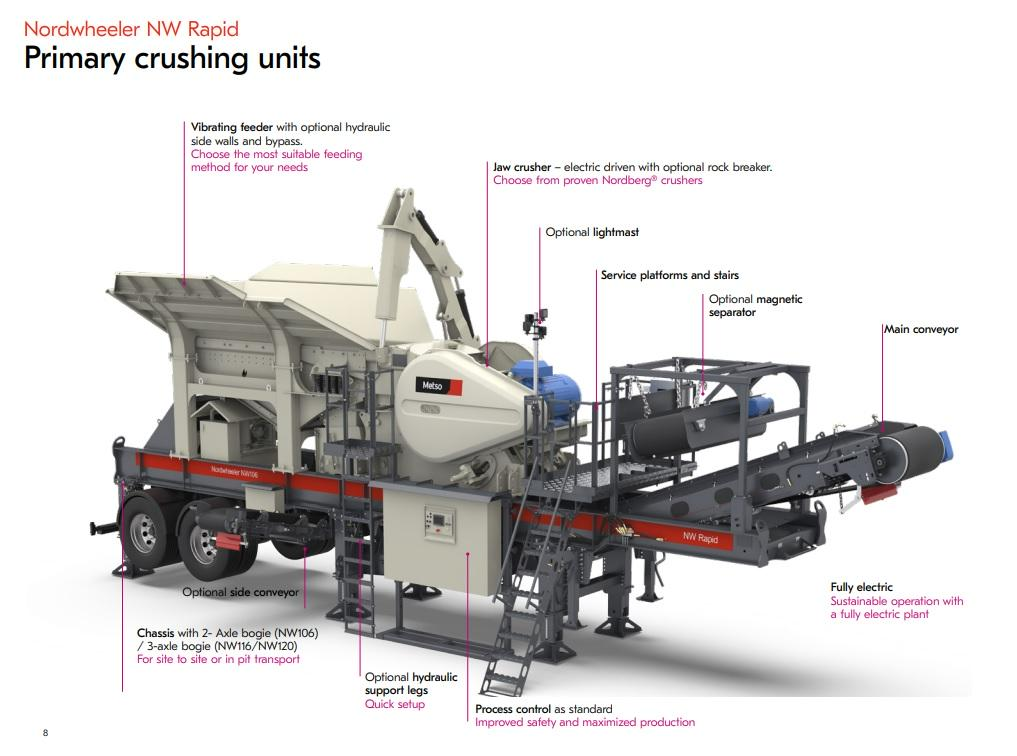 Nordwheeler NW Rapid
Primary crushing units
Vibrating feeder with optional hydraulic
side walls and bypass.
Choose the most suitable feeding
method for your needs
Jaw crusher – electric driven with optional rock breaker.
Choose from proven Nordberg® crushers
Optional lightmast
Service platforms and stairs
Optional magnetic
separator
Main conveyor
Metso
Nordwheeler NW106
NW Rapid
Fully electric
Sustainable operation with
a fully electric plant
Optional side conveyor
Chassis with 2- Axle bogie (NW106)
/ 3-axle bogie (NW116/NW120)
For site to site or in pit transport
Optional hydraulic
support legs
Quick setup
Process control as standard
Improved safety and maximized production
8